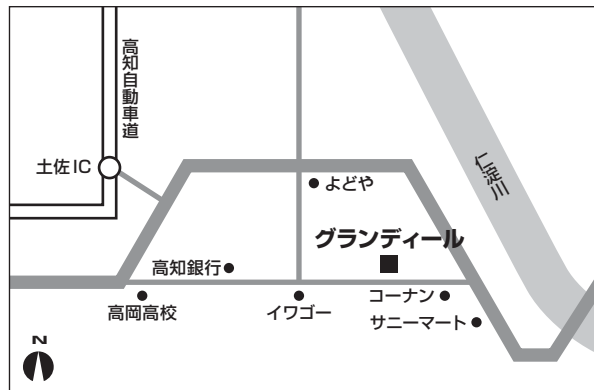 高知自動車道
土佐IC
仁淀川
よどや
グランディール
高知銀行
高岡高校
イワゴー
コーナン
サニーマート
N